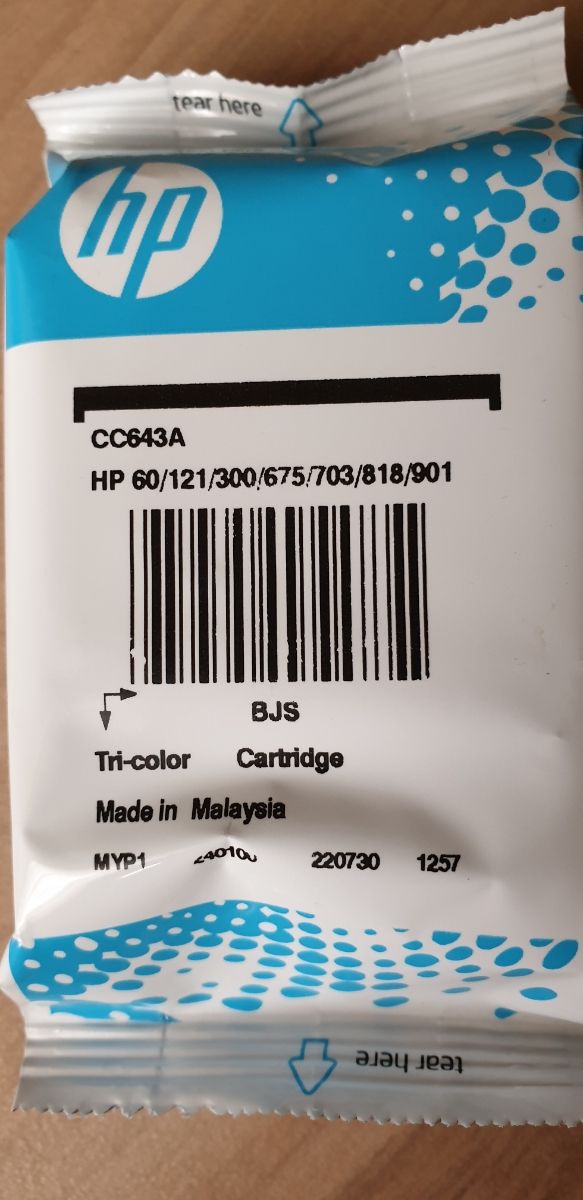 tear here
hp
CC643A
HP 60/121/300/675/703/818/901
BJS
Tri-color Cartridge
Made in Malaysia
MYP1 220730 1257
tear here